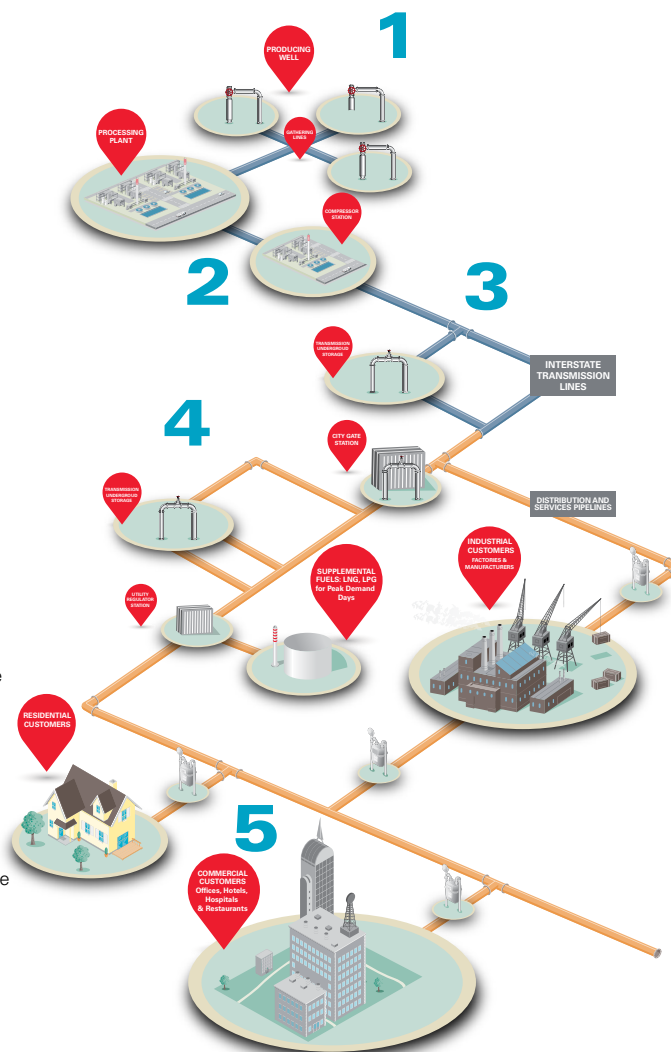 1
PRODUCING
WELL
PROCESSING
PLANT
GATHERING
LINES
COMPRESSOR
STATION
2
3
TRANSMISSION
UNDERGROUD
STORAGE
INTERSTATE
TRANSMISSION
LINES
4
CITY GATE
STATION
TRANSMISSION
UNDERGROUD
STORAGE
DISTRIBUTION AND
SERVICES PIPELINES
INDUSTRIAL
CUSTOMERS
FACTORIES &
MANUFACTURERS
SUPPLEMENTAL
FUELS: LNG, LPG
for Peak Demand
Days
UTILITY
REGULATOR
STATION
e
RESIDENTIAL
CUSTOMERS
5
COMMERCIAL
CUSTOMERS
Offices, Hotels,
Hospitals
& Restaurants
e